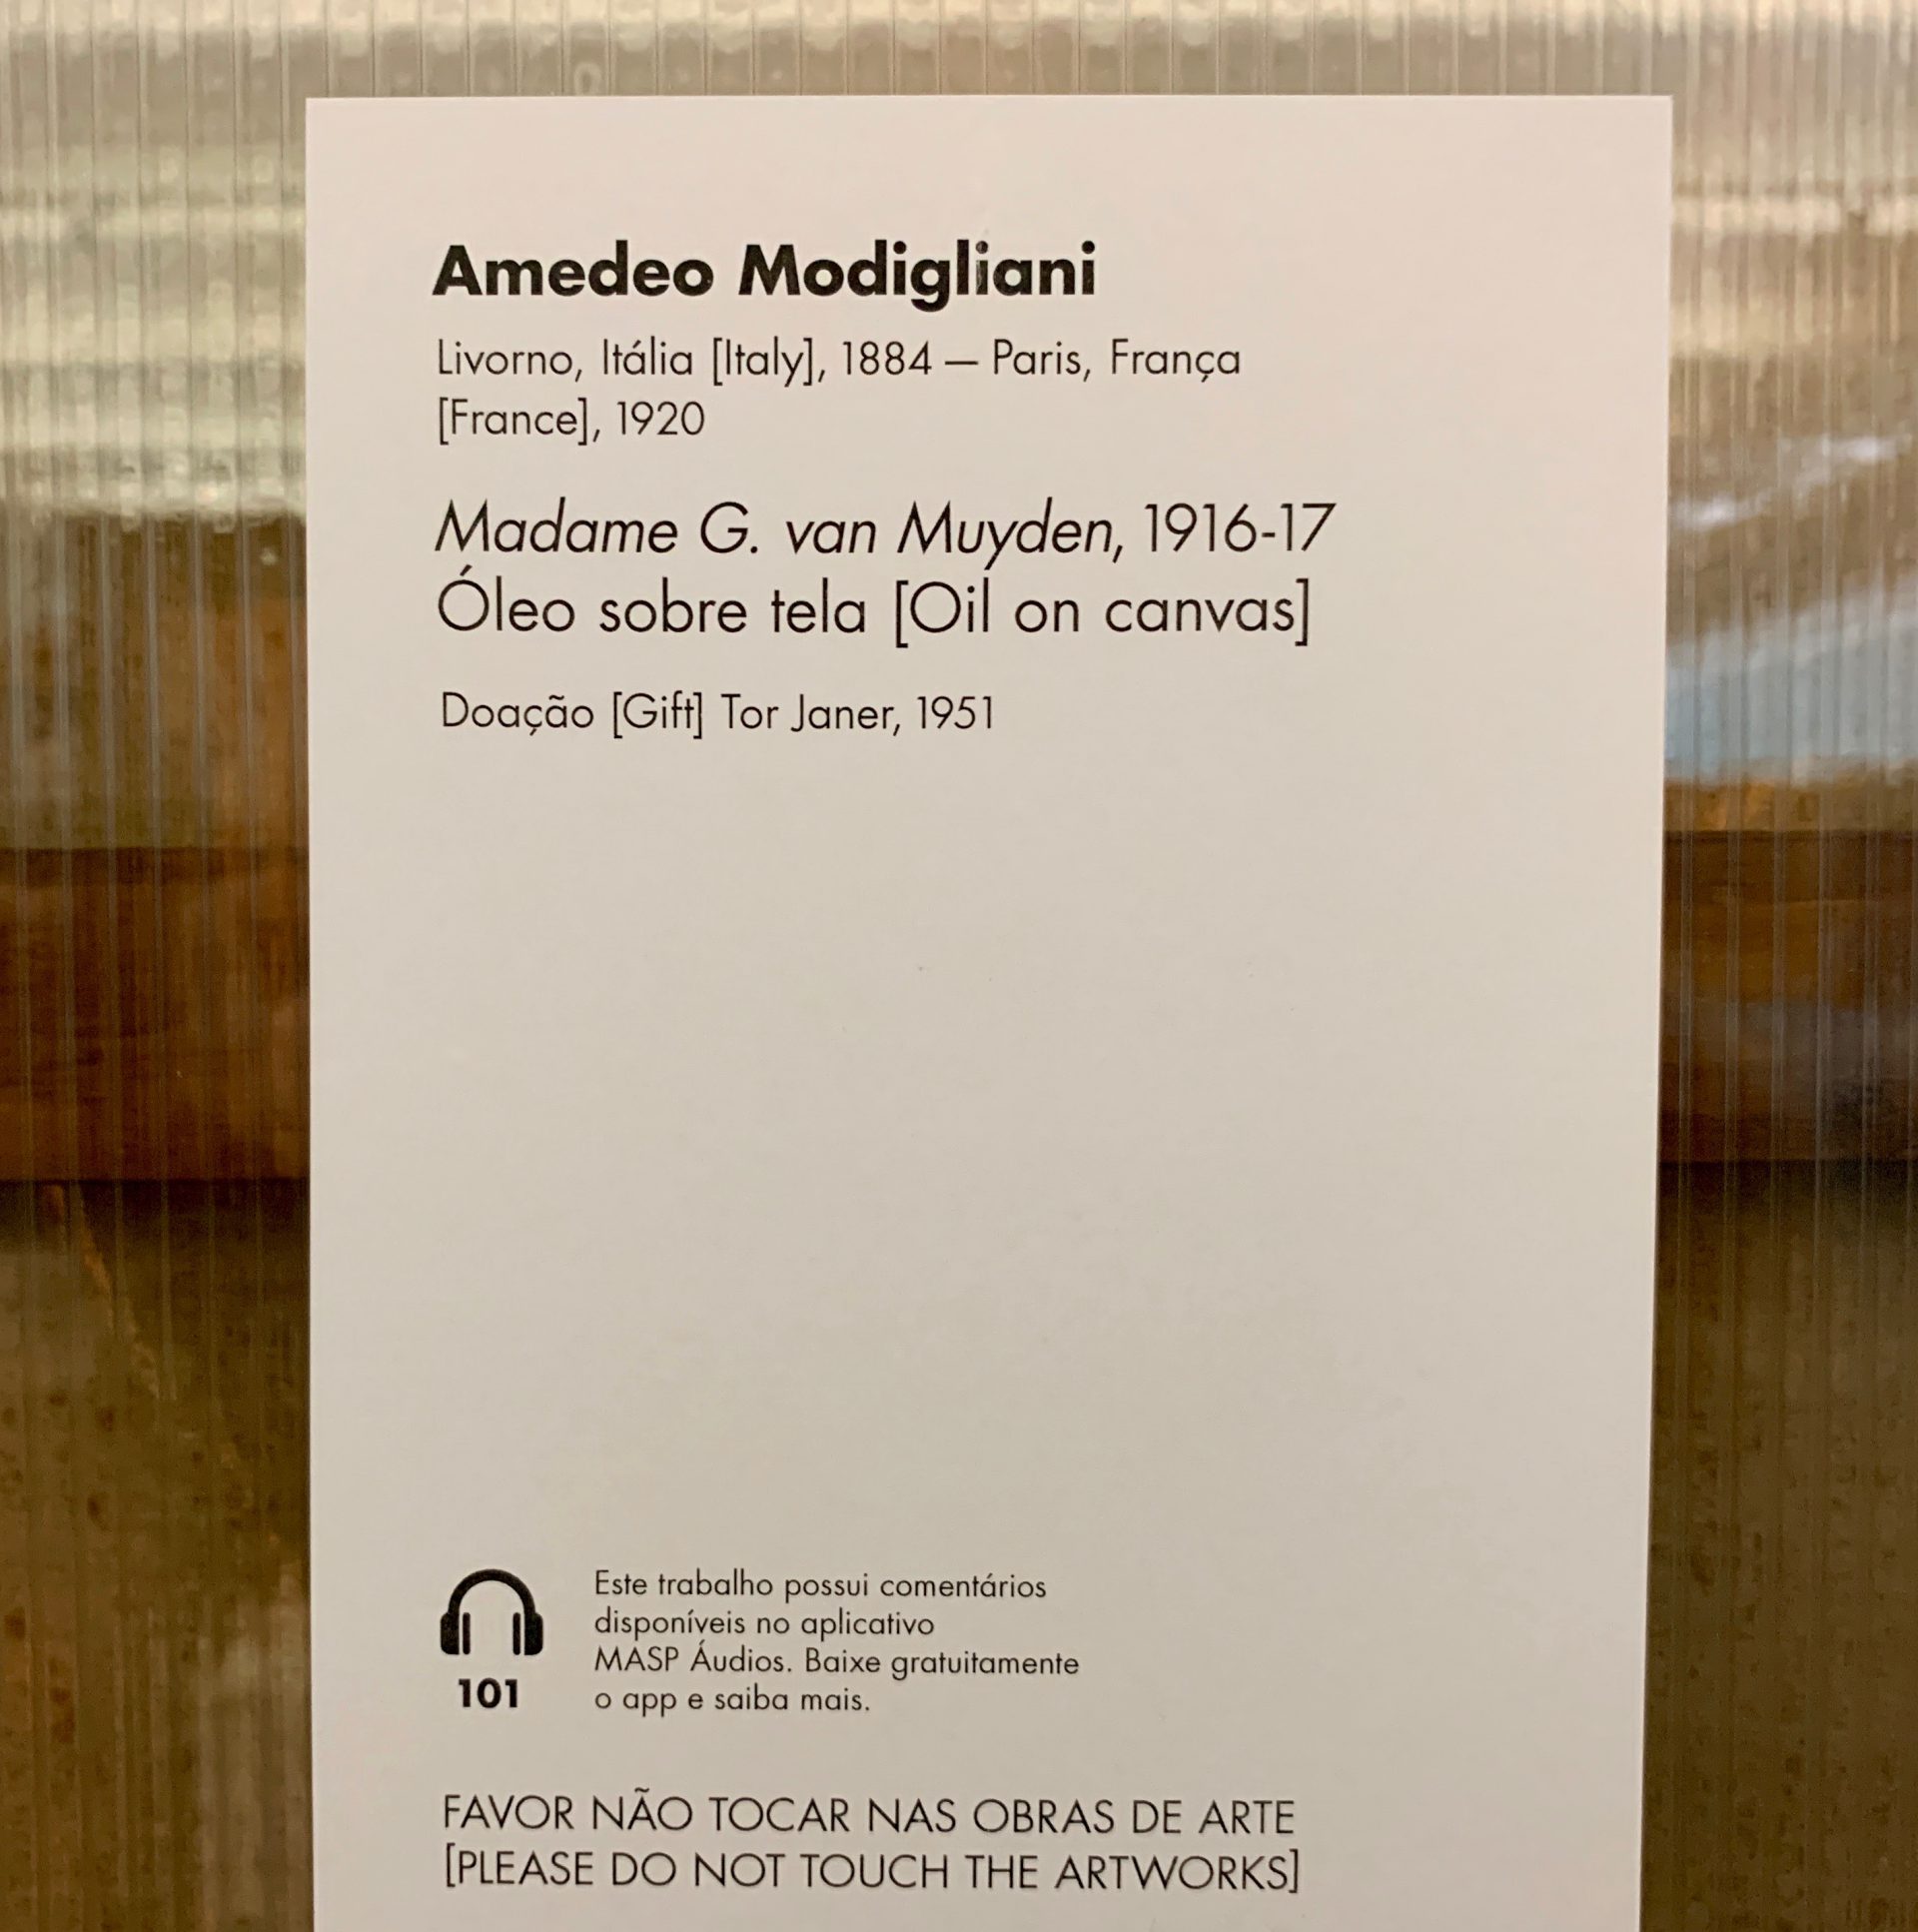 Amedeo Modigliani
Livorno, Itália [Italy], 1884 – Paris, França
[France], 1920
Madame G. van Muyden, 1916-17
Óleo sobre tela [Oil on canvas]
Doação [Gift] Tor Janer, 1951
Este trabalho possui comentários
disponíveis no aplicativo
MASP Áudios. Baixe gratuitamente
o app e saiba mais.
101
FAVOR NÃO TOCAR NAS OBRAS DE ARTE
[PLEASE DO NOT TOUCH THE ARTWORKS]